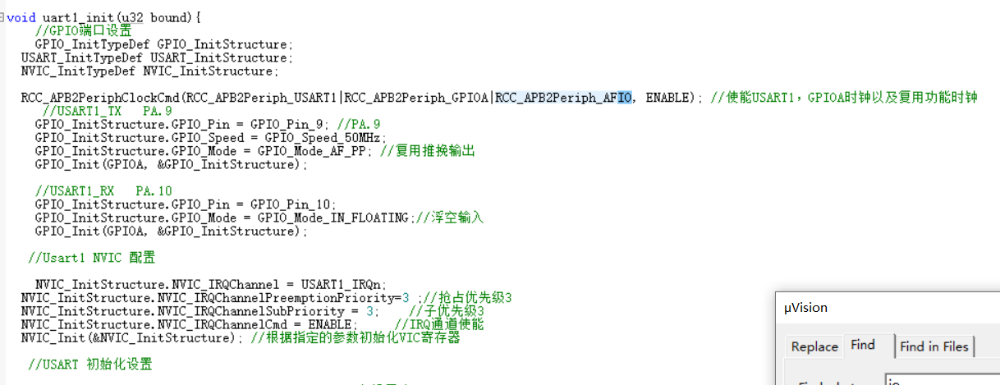 void uart1_init(u32 bound){
//GPIO端口设置
GPIO_InitTypeDef GPIO_InitStructure;
USART_InitTypeDef USART_InitStructure;
NVIC_InitTypeDef NVIC_InitStructure;
RCC_APB2PeriphClockCmd(RCC_APB2Periph_USART1|RCC_APB2Periph_GPIOA|RCC_APB2Periph_AFIO, ENABLE); //使能USART1，GPIOA时钟以及复用功能时钟
//USART1_TX   PA.9
GPIO_InitStructure.GPIO_Pin = GPIO_Pin_9; //PA.9
GPIO_InitStructure.GPIO_Speed = GPIO_Speed_50MHz;
GPIO_InitStructure.GPIO_Mode = GPIO_Mode_AF_PP; //复用推挽输出
GPIO_Init(GPIOA, &GPIO_InitStructure);
//USART1_RX   PA.10
GPIO_InitStructure.GPIO_Pin = GPIO_Pin_10;
GPIO_InitStructure.GPIO_Mode = GPIO_Mode_IN_FLOATING;//浮空输入
GPIO_Init(GPIOA, &GPIO_InitStructure);
//Usart1 NVIC 配置
NVIC_InitStructure.NVIC_IRQChannel = USART1_IRQn;
NVIC_InitStructure.NVIC_IRQChannelPreemptionPriority=3 ;//抢占优先级3
NVIC_InitStructure.NVIC_IRQChannelSubPriority = 3;    //子优先级3
NVIC_InitStructure.NVIC_IRQChannelCmd = ENABLE;     //IRQ通道使能
NVIC_Init(&NVIC_InitStructure); //根据指定的参数初始化VIC寄存器
//USART 初始化设置
µVision
Replace
Find
Find in Files